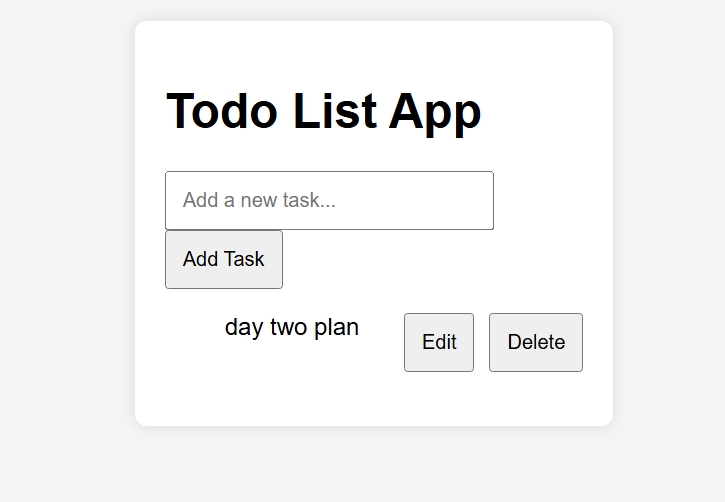 Todo List App
Add a new task...
Add Task
day two plan Edit Delete